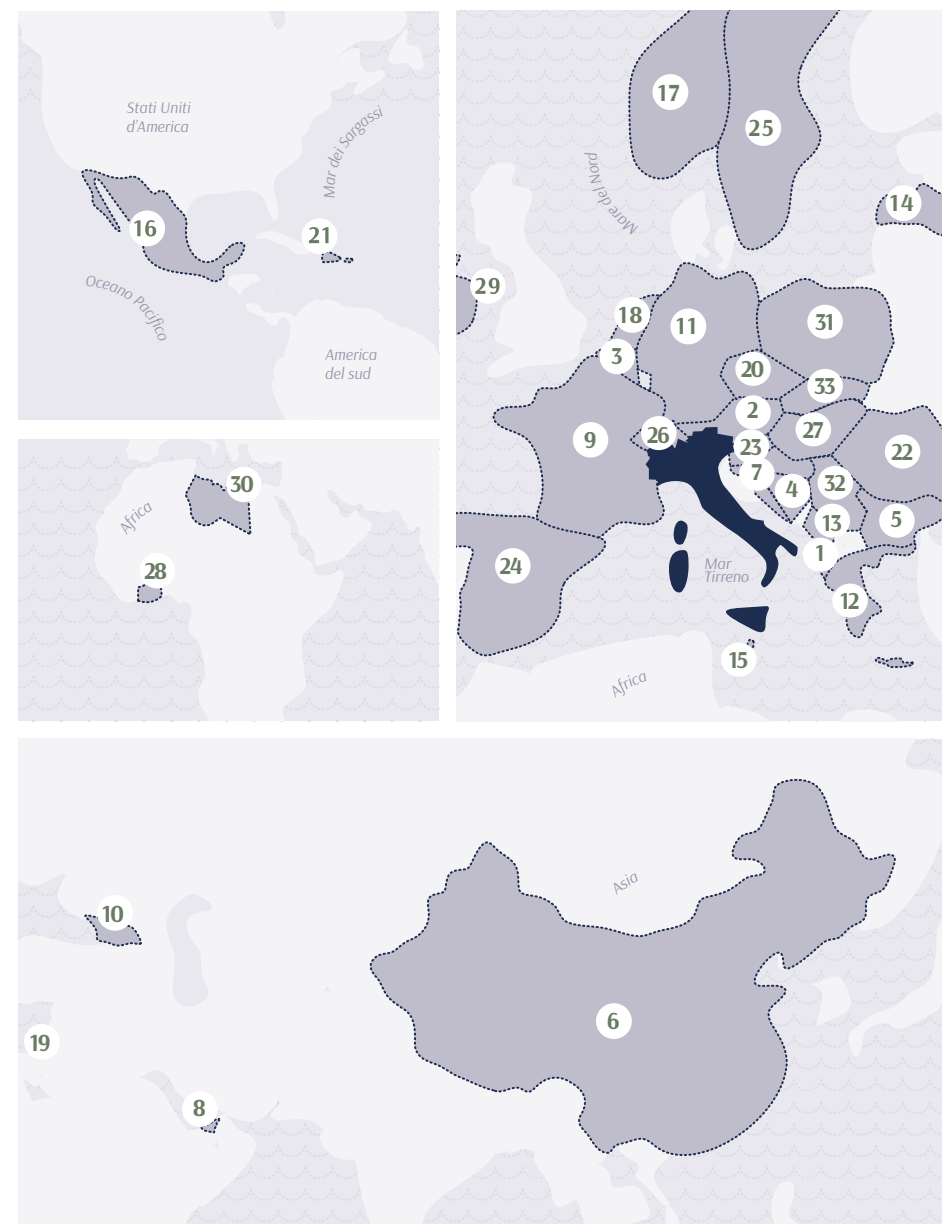 Stati Uniti
d'America
Mar dei Sargassi
16
21
Oceano Pacifico
America
del sud
30
Africa
28
17
25
Mare del Nord
14
29
18
11
31
3
20
33
2
9
26
27
23
22
7
4
32
13
5
1
24
Mar
Tirreno
12
15
Africa
Asia
10
6
19
8